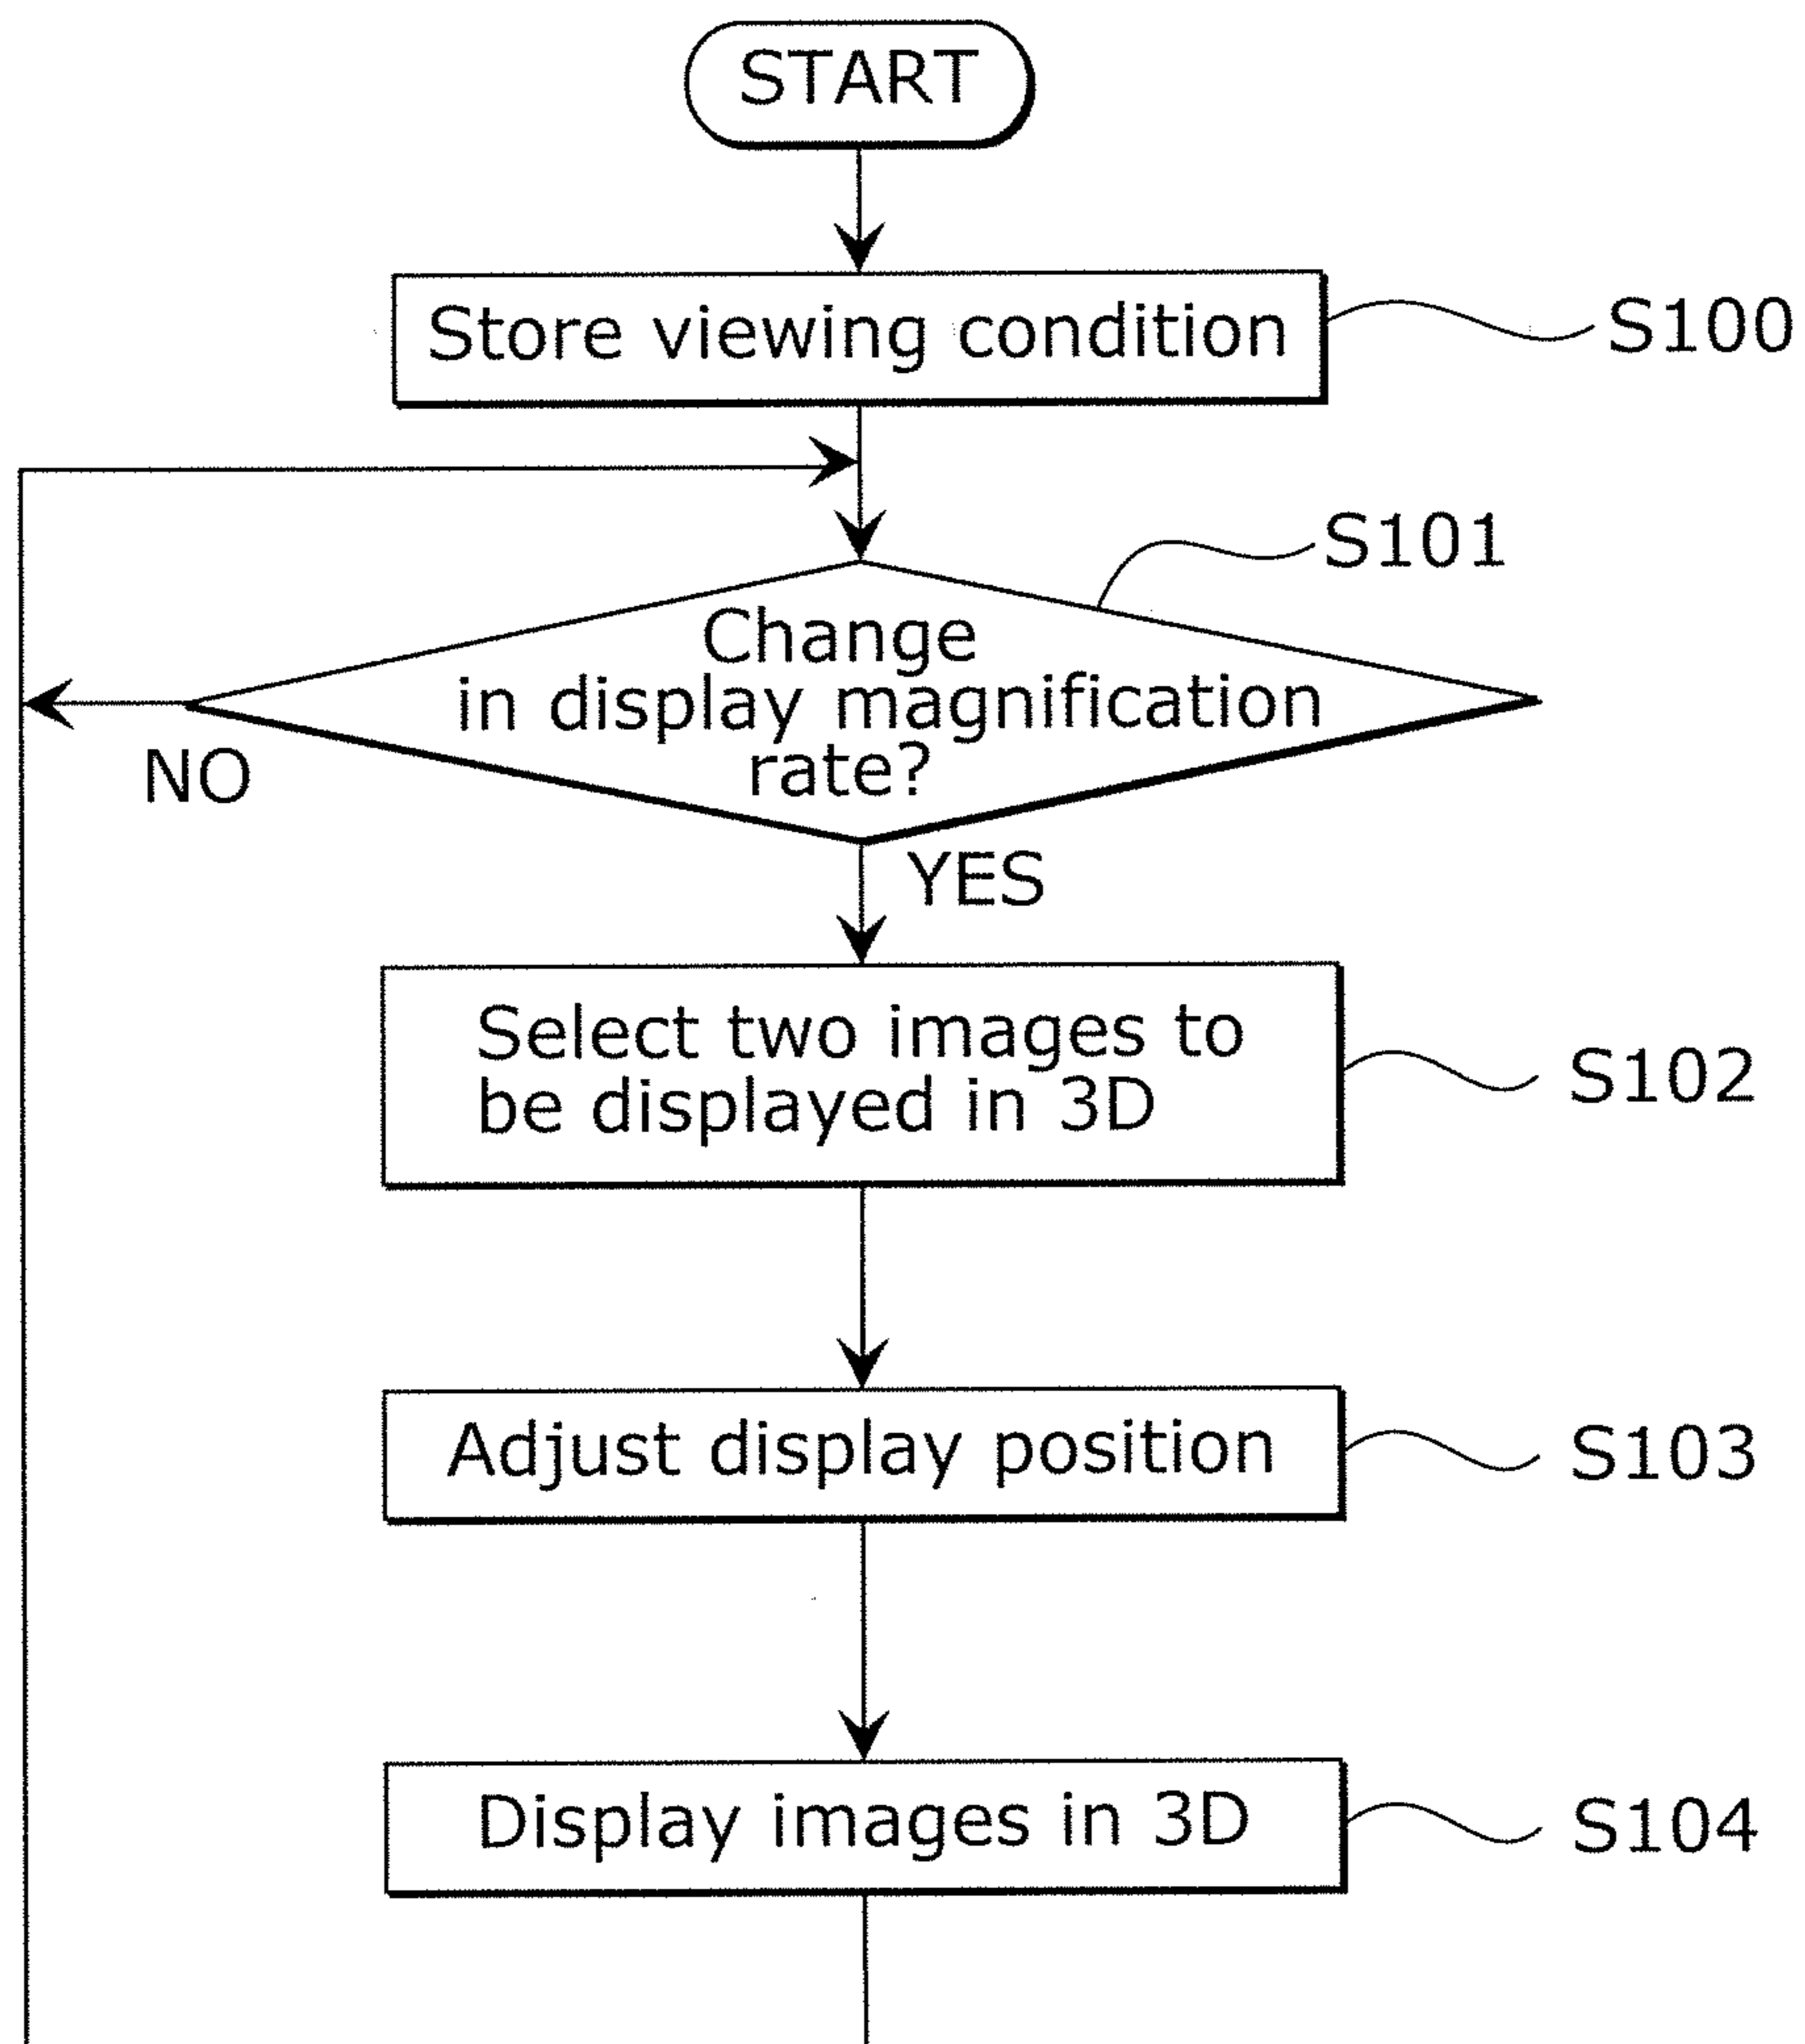 START
Store viewing condition
S100
S101
Change
in display magnification
rate?
NO
YES
Select two images to
be displayed in 3D
S102
Adjust display position
S103
Display images in 3D
S104